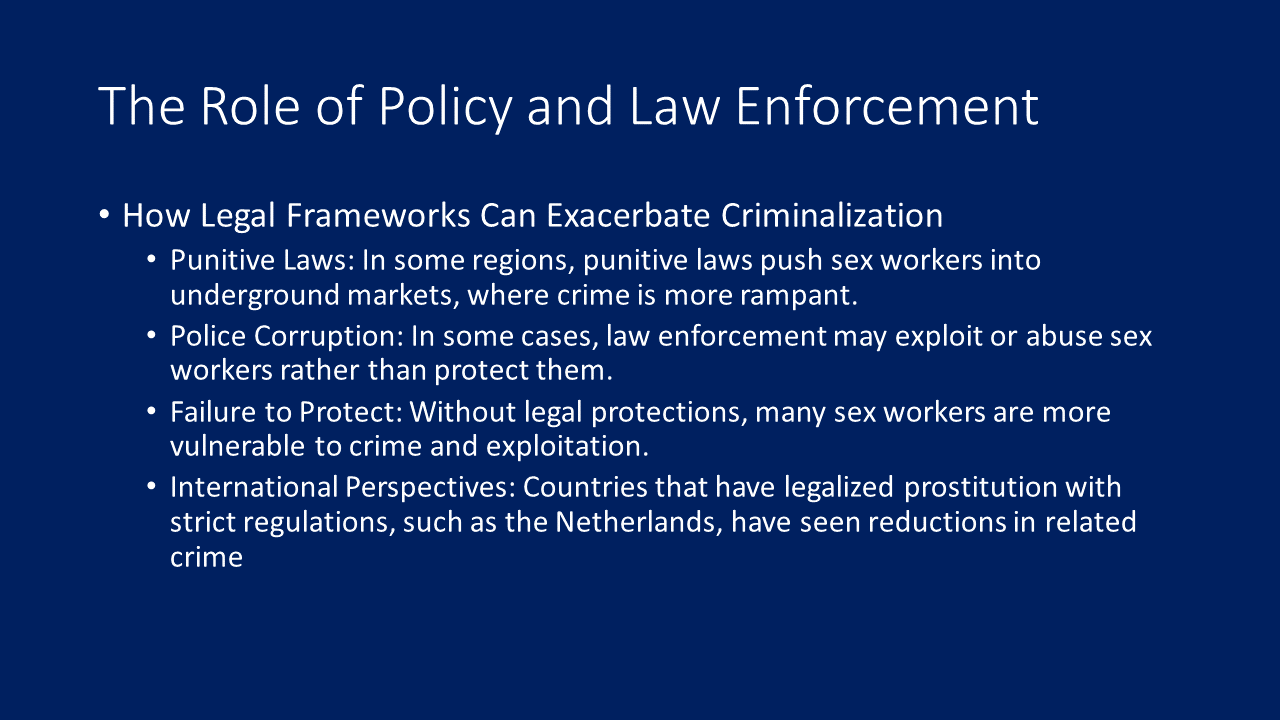 The Role of Policy and Law Enforcement
• How Legal Frameworks Can Exacerbate Criminalization
• Punitive Laws: In some regions, punitive laws push sex workers into
underground markets, where crime is more rampant.
• Police Corruption: In some cases, law enforcement may exploit or abuse sex
workers rather than protect them.
• Failure to Protect: Without legal protections, many sex workers are more
vulnerable to crime and exploitation.
• International Perspectives: Countries that have legalized prostitution with
strict regulations, such as the Netherlands, have seen reductions in related
crime